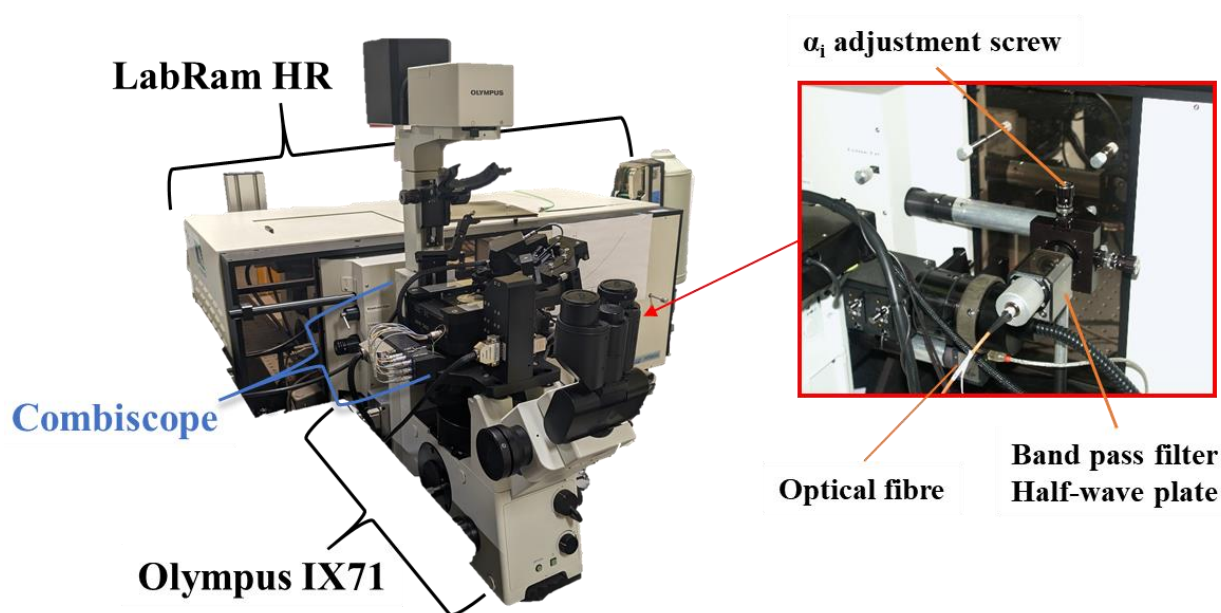 LabRam HR
OLYMPUS
Combiscope
Olympus IX71
αᵢ adjustment screw
Optical fibre
Band pass filter
Half-wave plate